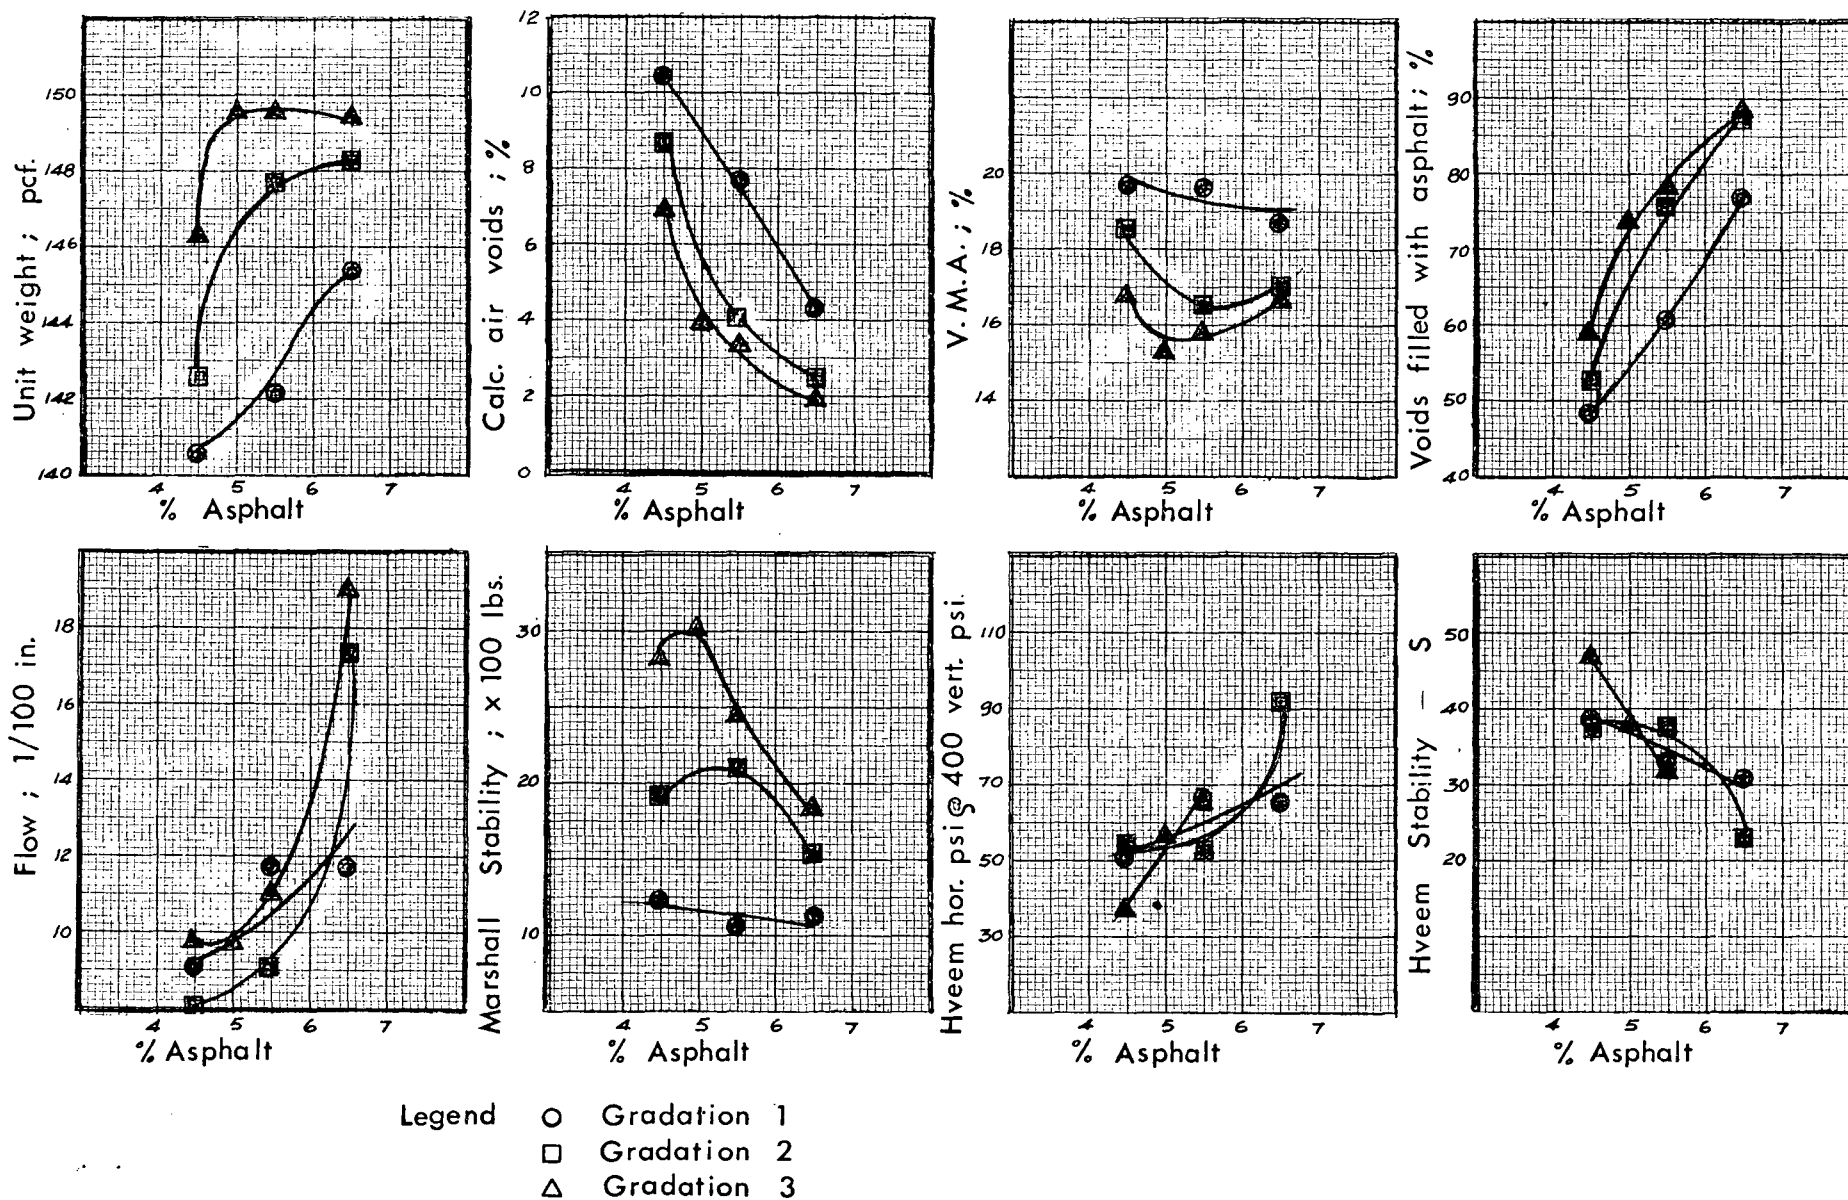 Unit weight ; pcf.
150
148
146
144
142
140
4 5 6 7
% Asphalt
Calc. air voids ; %
12
10
8
6
4
2
0
4 5 6 7
% Asphalt
V. M. A. ; %
20
18
16
14
4 5 6 7
% Asphalt
Voids filled with asphalt ; %
90
80
70
60
50
40
4 5 6 7
% Asphalt
Flow ; 1/100 in.
18
16
14
12
10
4 5 6 7
% Asphalt
Marshall Stability ; x 100 lbs.
30
20
10
4 5 6 7
% Asphalt
Hveem hor. psi @ 400 vert. psi.
110
90
70
50
30
4 5 6 7
% Asphalt
Hveem Stability – S
50
40
30
20
4 5 6 7
% Asphalt
Legend
Gradation 1
Gradation 2
Gradation 3